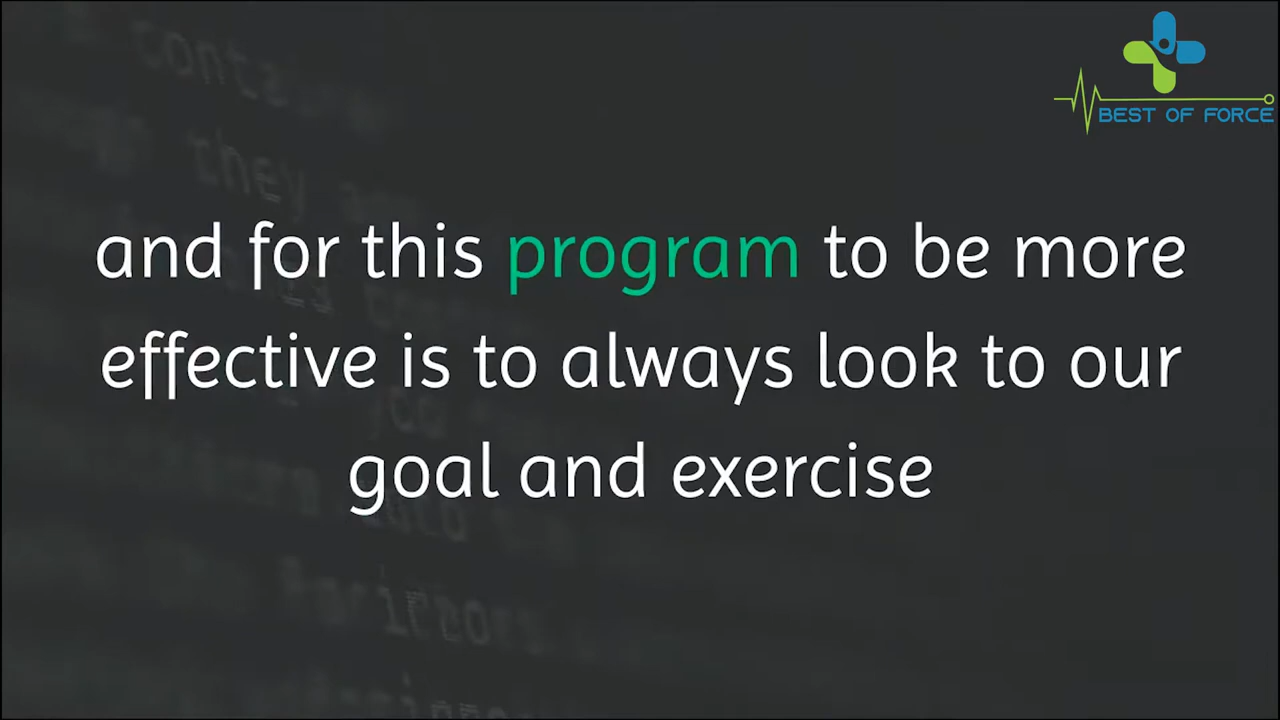 BEST OF FORCE
and for this program to be more
effective is to always look to our
goal and exercise
they